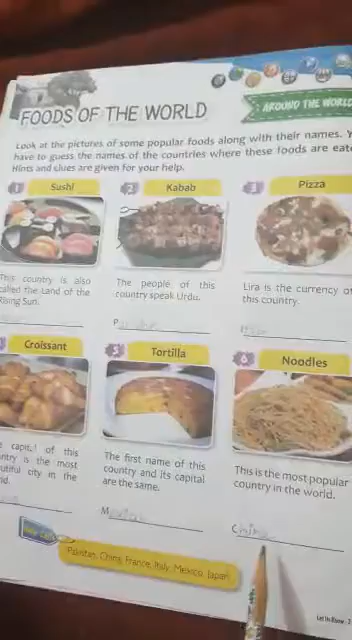 FOODS OF THE WORLD
AROUND THE WORLD
Look at the pictures of some popular foods along with their names.
have to guess the names of the countries where these foods are
Hints and clues are given for your help.
1 Sushi
2 Kabab
3 Pizza
This country is also
called the Land of the
Rising Sun.
The people of this
country speak Urdu.
Lira is the currency of
this country.
P
Croissant
5 Tortilla
6 Noodles
capital of this
country is the most
beautiful city in the
The first name of this
country and its capital
are the same.
This is the most popular
country in the world.
Mexico
China
Help Box
Pakistan, China, France, Italy, Mexico, Japan